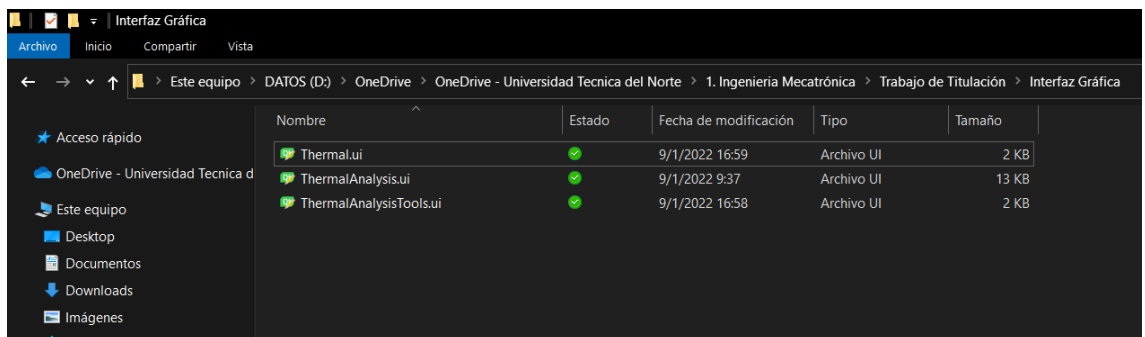 Interfaz Gráfica
Archivo Inicio Compartir Vista
Este equipo > DATOS (D:) > OneDrive > OneDrive - Universidad Tecnica del Norte > 1. Ingenieria Mecatrónica > Trabajo de Titulación > Interfaz Gráfica
Nombre Estado Fecha de modificación Tipo Tamaño
Acceso rápido
OneDrive - Universidad Tecnica d
Este equipo
Desktop
Documentos
Downloads
Imágenes
Thermal.ui 9/1/2022 16:59 Archivo UI 2 KB
ThermalAnalysis.ui 9/1/2022 9:37 Archivo UI 13 KB
ThermalAnalysisTools.ui 9/1/2022 16:58 Archivo UI 2 KB